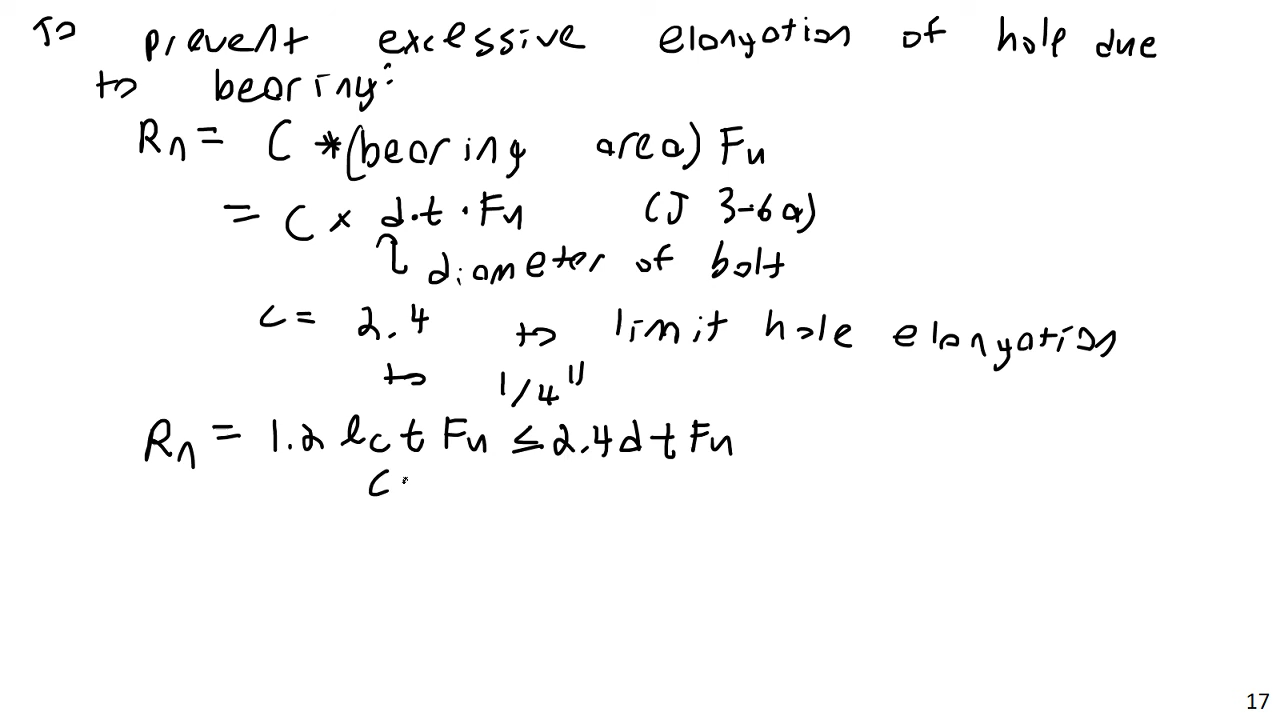 To prevent excessive elongation of hole due
to bearing:
Rn = C *(bearing area) Fu
= C x d.t . Fu (J 3-6a)
diameter of bolt
C = 2.4 to limit hole elongation
to 1/4"
Rn = 1.2 lc t Fu ≤ 2.4 d t Fu
(
17